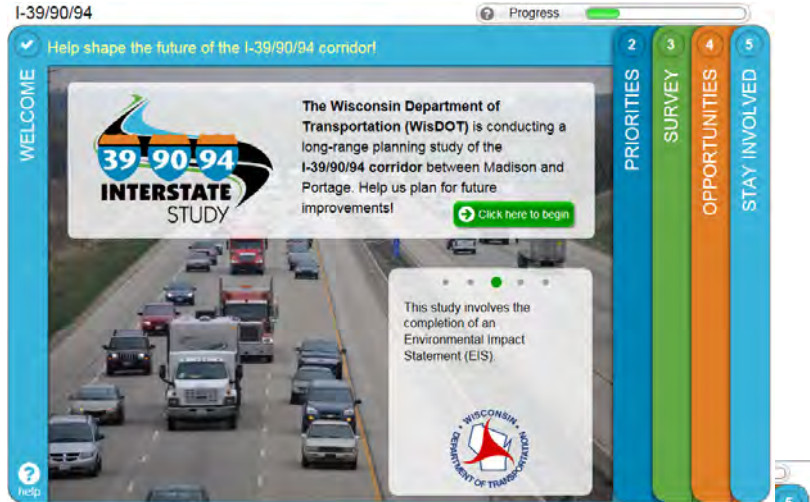 I-39/90/94
Progress
Help shape the future of the I-39/90/94 corridor!
WELCOME
39 90 94
INTERSTATE
STUDY
The Wisconsin Department of
Transportation (WisDOT) is conducting a
long-range planning study of the
I-39/90/94 corridor between Madison and
Portage. Help us plan for future
improvements!
Click here to begin
This study involves the
completion of an
Environmental Impact
Statement (EIS).
WISCONSIN
DEPARTMENT OF TRANSPORTATION
?
help
2
PRIORITIES
3
SURVEY
4
OPPORTUNITIES
5
STAY INVOLVED